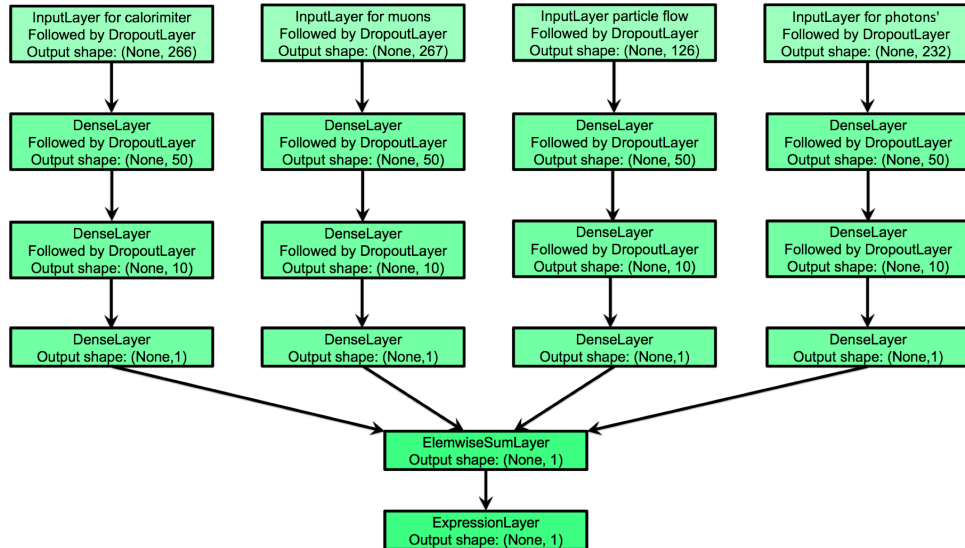 InputLayer for calorimiter
Followed by DropoutLayer
Output shape: (None, 266)
InputLayer for muons
Followed by DropoutLayer
Output shape: (None, 267)
InputLayer particle flow
Followed by DropoutLayer
Output shape: (None, 126)
InputLayer for photons'
Followed by DropoutLayer
Output shape: (None, 232)
DenseLayer
Followed by DropoutLayer
Output shape: (None, 50)
DenseLayer
Followed by DropoutLayer
Output shape: (None, 50)
DenseLayer
Followed by DropoutLayer
Output shape: (None, 50)
DenseLayer
Followed by DropoutLayer
Output shape: (None, 50)
DenseLayer
Followed by DropoutLayer
Output shape: (None, 10)
DenseLayer
Followed by DropoutLayer
Output shape: (None, 10)
DenseLayer
Followed by DropoutLayer
Output shape: (None, 10)
DenseLayer
Followed by DropoutLayer
Output shape: (None, 10)
DenseLayer
Output shape: (None,1)
DenseLayer
Output shape: (None,1)
DenseLayer
Output shape: (None,1)
DenseLayer
Output shape: (None,1)
ElemwiseSumLayer
Output shape: (None, 1)
ExpressionLayer
Output shape: (None, 1)